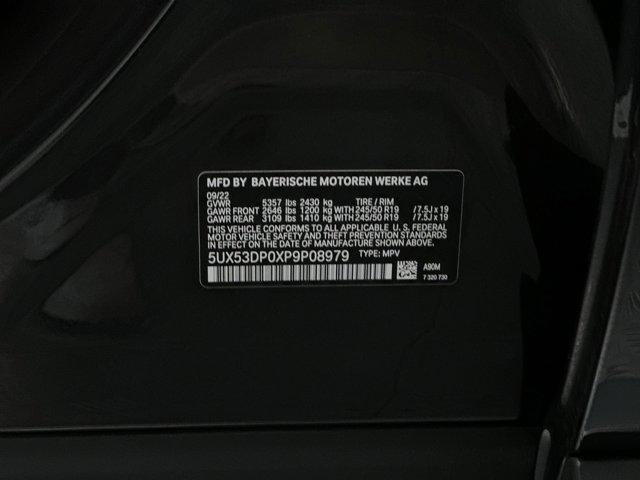 MFD BY BAYERISCHE MOTOREN WERKE AG
09/22
GVWR 5357 lbs 2430 kg TIRE / RIM
GAWR FRONT 2646 lbs 1200 kg WITH 245/50 R19 / 7.5J x 19
GAWR REAR 3109 lbs 1410 kg WITH 245/50 R19 / 7.5J x 19
THIS VEHICLE CONFORMS TO ALL APPLICABLE U.S. FEDERAL
MOTOR VEHICLE SAFETY AND THEFT PREVENTION STANDARDS
IN EFFECT ON THE DATE OF MANUFACTURE SHOWN ABOVE.
5UX53DP0XP9P08979 TYPE: MPV
A90M
7 320 730